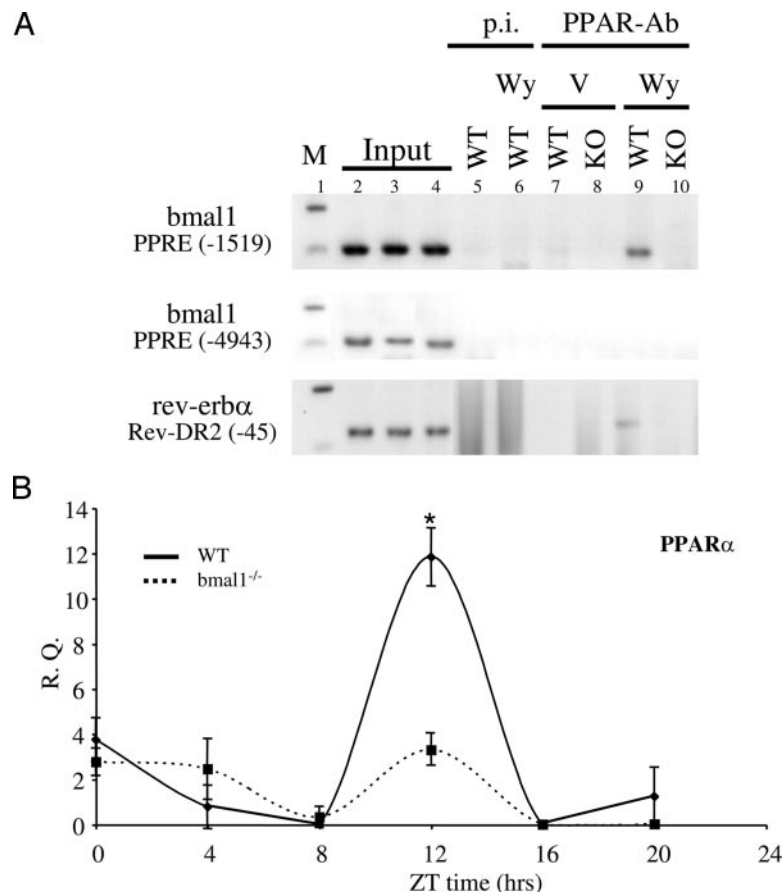 A
p.i. PPAR-Ab
Wy V Wy
M Input WT WT WT KO WT KO
1 2 3 4 5 6 7 8 9 10
bmal1
PPRE (-1519)
bmal1
PPRE (-4943)
rev-erbα
Rev-DR2 (-45)
B
14
12
10
8
6
4
2
0
R. Q.
WT
bmal1-/-
*
PPARα
0 4 8 12 16 20 24
ZT time (hrs)